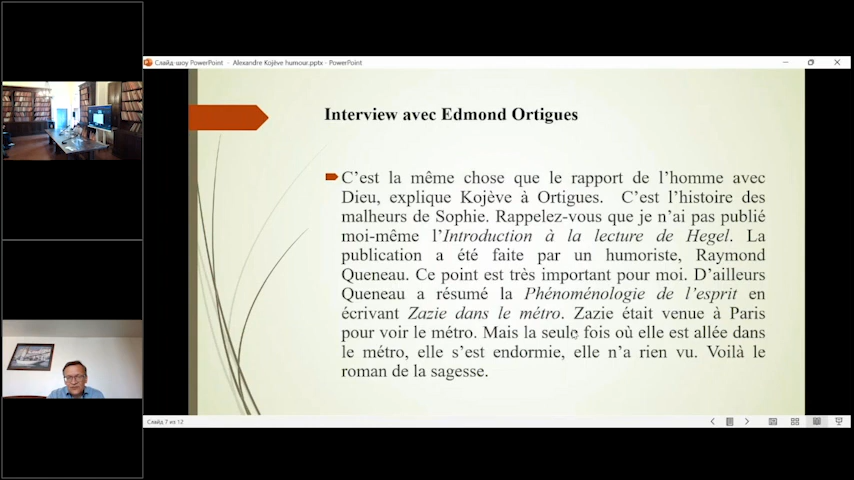 Слайд-шоу PowerPoint - Alexandre Kojève humour.pptx - PowerPoint
Interview avec Edmond Ortigues
C’est la même chose que le rapport de l’homme avec
Dieu, explique Kojève à Ortigues. C’est l’histoire des
malheurs de Sophie. Rappelez-vous que je n’ai pas publié
moi-même l’Introduction à la lecture de Hegel. La
publication a été faite par un humoriste, Raymond
Queneau. Ce point est très important pour moi. D’ailleurs
Queneau a résumé la Phénoménologie de l’esprit en
écrivant Zazie dans le métro. Zazie était venue à Paris
pour voir le métro. Mais la seule fois où elle est allée dans
le métro, elle s’est endormie, elle n’a rien vu. Voilà le
roman de la sagesse.
Слайд 7 из 12